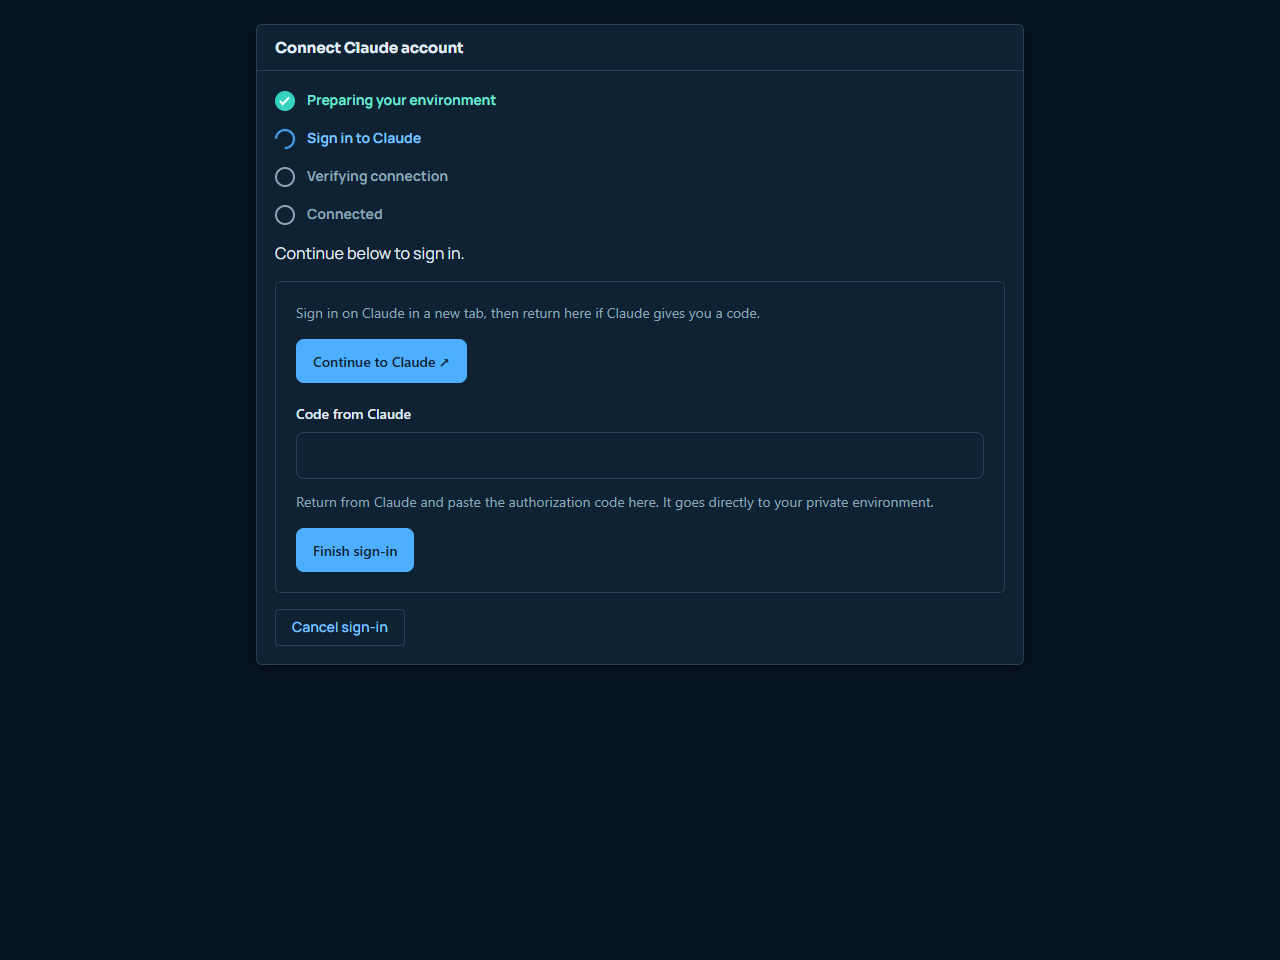 Connect Claude account
Preparing your environment
Sign in to Claude
Verifying connection
Connected
Continue below to sign in.
Sign in on Claude in a new tab, then return here if Claude gives you a code.
Continue to Claude ↗
Code from Claude
Return from Claude and paste the authorization code here. It goes directly to your private environment.
Finish sign-in
Cancel sign-in